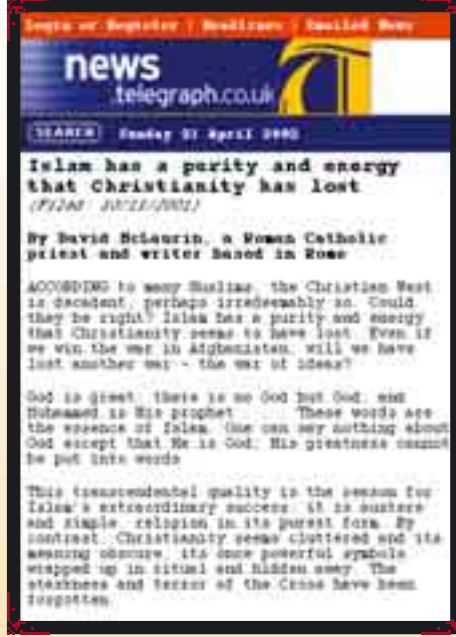 Login or Register | Headlines | Emailed News
news
.telegraph.co.uk
SEARCH Sunday 21 April 2002
Islam has a purity and energy
that Christianity has lost
(Filed: 10/11/2001)
By David McLaurin, a Roman Catholic
priest and writer based in Rome
ACCORDING to many Muslims, the Christian West
is decadent, perhaps irredeemably so. Could
they be right? Islam has a purity and energy
that Christianity seems to have lost. Even if
we win the war in Afghanistan, will we have
lost another war - the war of ideas?
God is great; there is no God but God, and
Mohammed is His prophet . . . These words are
the essence of Islam. One can say nothing about
God except that He is God; His greatness cannot
be put into words.
This transcendental quality is the reason for
Islam's extraordinary success: it is austere
and simple, religion in its purest form. By
contrast, Christianity seems cluttered and its
meaning obscure, its once powerful symbols
wrapped up in ritual and hidden away. The
starkness and terror of the Cross have been
forgotten.